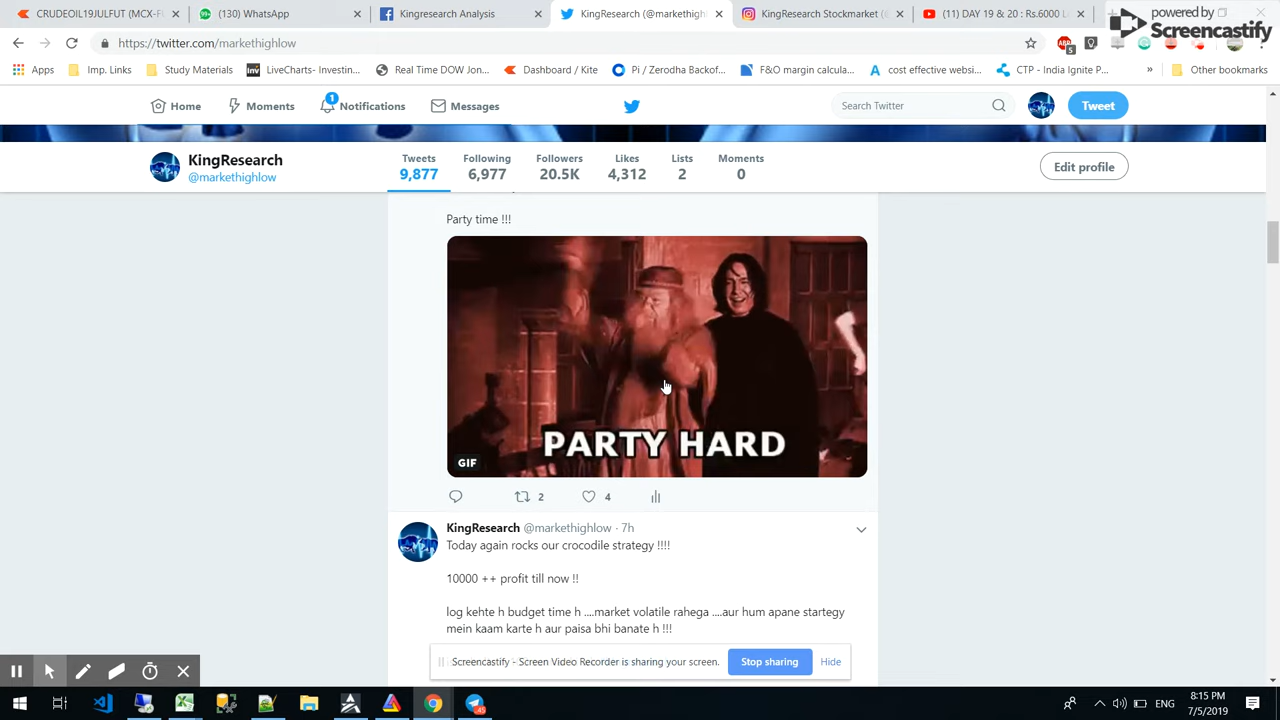 CRUDEOIL19JULFUT (MCX-FU
(130) WhatsApp
Kingresearch Analysis
KingResearch (@markethighl
KingResearch Stockmarket (
(11) DAY 19 & 20 : Rs.6000 L
powered by
Screencastify
https://twitter.com/markethighlow
Apps
Imp. Links
Study Materials
LiveCharts- Investin...
Real Time DOW Jon...
Dashboard / Kite
Pi / Zerodha Backof...
F&O margin calcula...
cost effective websi...
CTP - India Ignite P...
»
Other bookmarks
Home
Moments
1
Notifications
Messages
Search Twitter
Tweet
KingResearch
@markethighlow
Tweets
9,877
Following
6,977
Followers
20.5K
Likes
4,312
Lists
2
Moments
0
Edit profile
Party time !!!
PARTY HARD
GIF
2
4
KingResearch @markethighlow · 7h
Today again rocks our crocodile strategy !!!!
10000 ++ profit till now !!
log kehte h budget time h ....market volatile rahega ....aur hum apane startegy
mein kaam karte h aur paisa bhi banate h !!!
Screencastify - Screen Video Recorder is sharing your screen.
Stop sharing
Hide
ENG
8:15 PM
7/5/2019